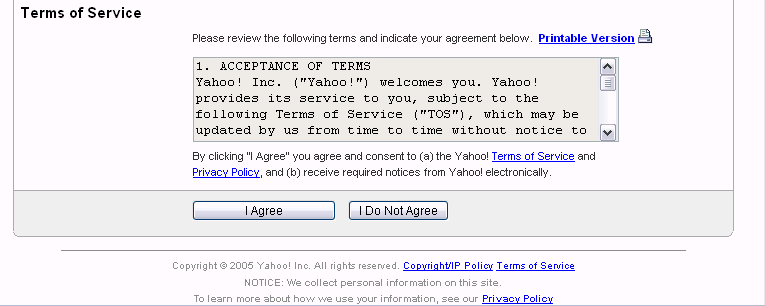 Terms of Service
Please review the following terms and indicate your agreement below. Printable Version
1. ACCEPTANCE OF TERMS
Yahoo! Inc. ("Yahoo!") welcomes you. Yahoo!
provides its service to you, subject to the
following Terms of Service ("TOS"), which may be
updated by us from time to time without notice to
By clicking "I Agree" you agree and consent to (a) the Yahoo! Terms of Service and
Privacy Policy, and (b) receive required notices from Yahoo! electronically.
I Agree I Do Not Agree
Copyright © 2005 Yahoo! Inc. All rights reserved. Copyright/IP Policy Terms of Service
NOTICE: We collect personal information on this site.
To learn more about how we use your information, see our Privacy Policy